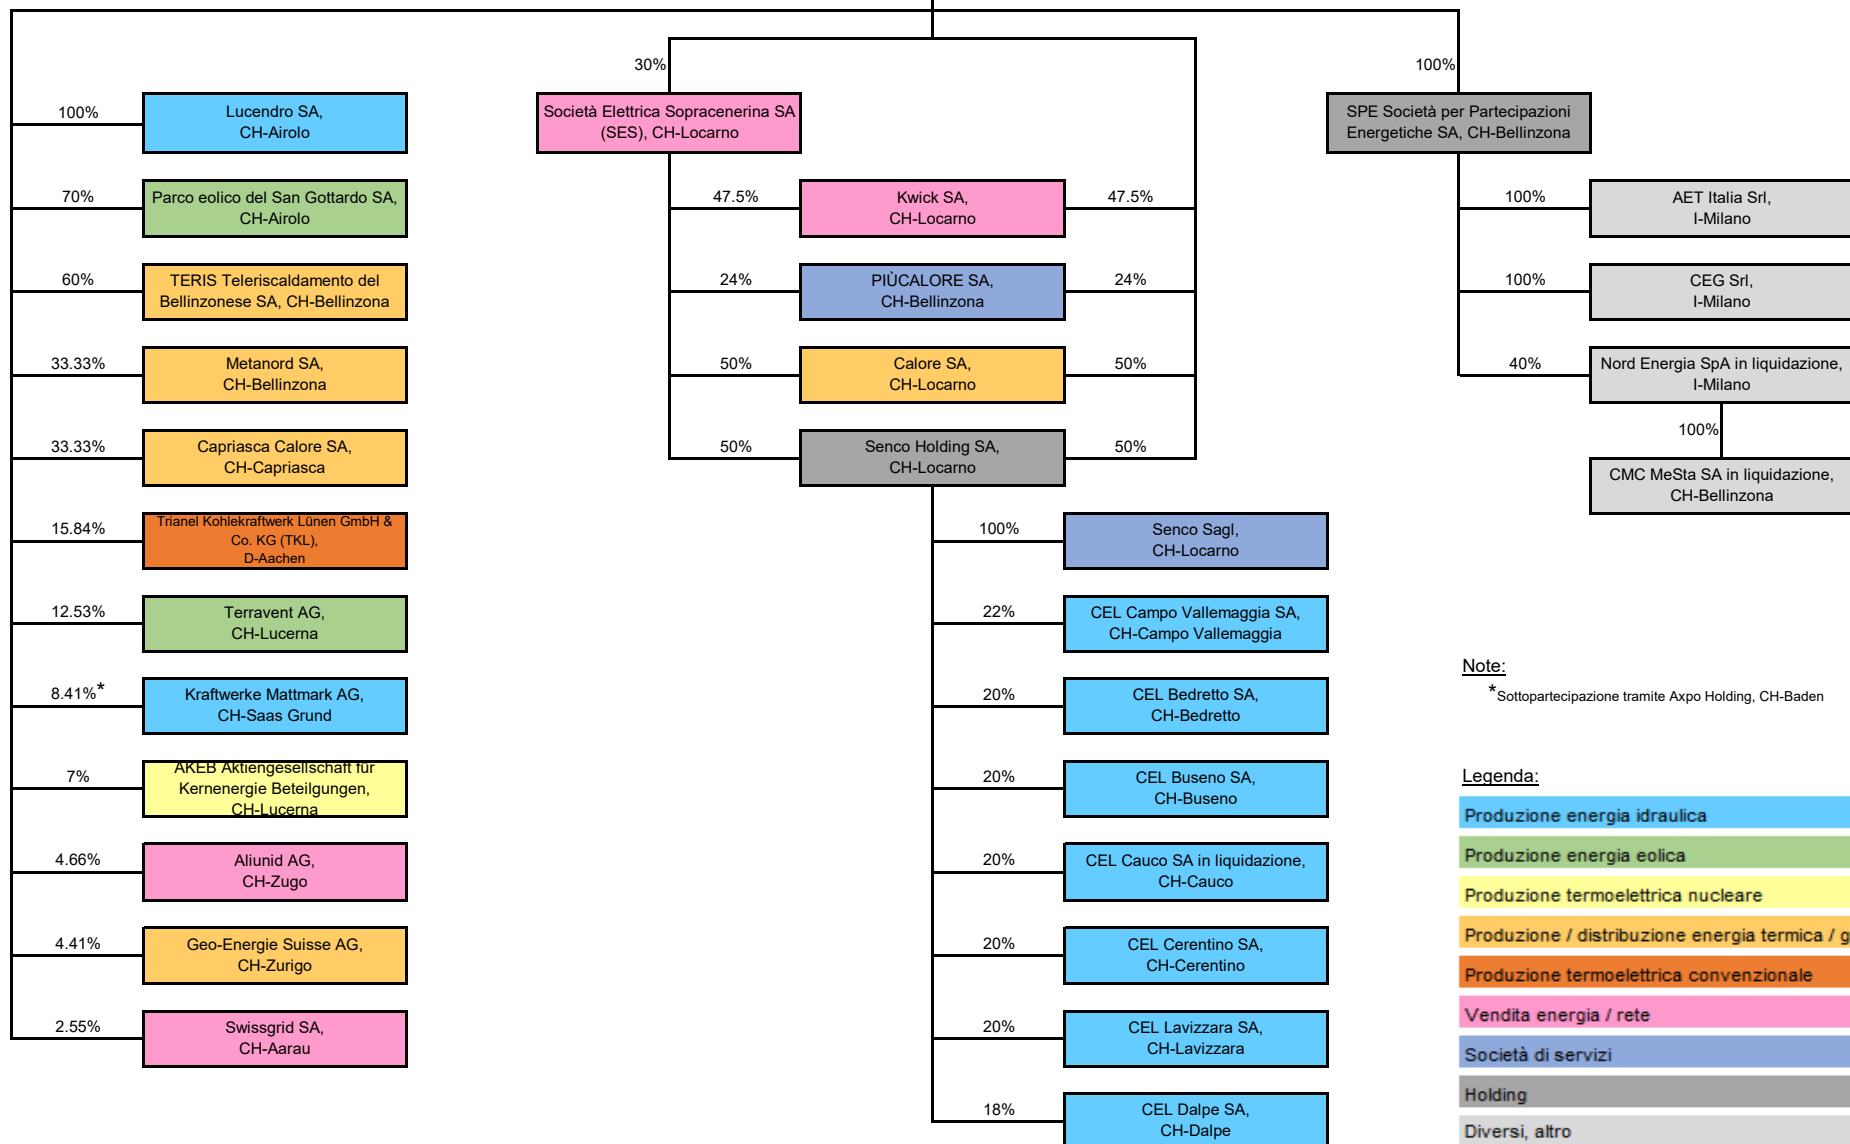 100%
Lucendro SA,
CH-Airolo
70%
Parco eolico del San Gottardo SA,
CH-Airolo
60%
TERIS Teleriscaldamento del
Bellinzonese SA, CH-Bellinzona
33.33%
Metanord SA,
CH-Bellinzona
33.33%
Capriasca Calore SA,
CH-Capriasca
15.84%
Trianel Kohlekraftwerk Lünen GmbH &
Co. KG (TKL),
D-Aachen
12.53%
Terravent AG,
CH-Lucerna
8.41%*
Kraftwerke Mattmark AG,
CH-Saas Grund
7%
AKEB Aktiengesellschaft für
Kernenergie Beteilgungen,
CH-Lucerna
4.66%
Aliunid AG,
CH-Zugo
4.41%
Geo-Energie Suisse AG,
CH-Zurigo
2.55%
Swissgrid SA,
CH-Aarau
30%
Società Elettrica Sopracenerina SA
(SES), CH-Locarno
47.5%
Kwick SA,
CH-Locarno
47.5%
24%
PIÙCALORE SA,
CH-Bellinzona
24%
50%
Calore SA,
CH-Locarno
50%
50%
Senco Holding SA,
CH-Locarno
50%
100%
Senco Sagl,
CH-Locarno
22%
CEL Campo Vallemaggia SA,
CH-Campo Vallemaggia
20%
CEL Bedretto SA,
CH-Bedretto
20%
CEL Buseno SA,
CH-Buseno
20%
CEL Cauco SA in liquidazione,
CH-Cauco
20%
CEL Cerentino SA,
CH-Cerentino
20%
CEL Lavizzara SA,
CH-Lavizzara
18%
CEL Dalpe SA,
CH-Dalpe
100%
SPE Società per Partecipazioni
Energetiche SA, CH-Bellinzona
100%
AET Italia Srl,
I-Milano
100%
CEG Srl,
I-Milano
40%
Nord Energia SpA in liquidazione,
I-Milano
100%
CMC MeSta SA in liquidazione,
CH-Bellinzona
Note:
*Sottopartecipazione tramite Axpo Holding, CH-Baden
Legenda:
Produzione energia idraulica
Produzione energia eolica
Produzione termoelettrica nucleare
Produzione / distribuzione energia termica / g
Produzione termoelettrica convenzionale
Vendita energia / rete
Società di servizi
Holding
Diversi, altro